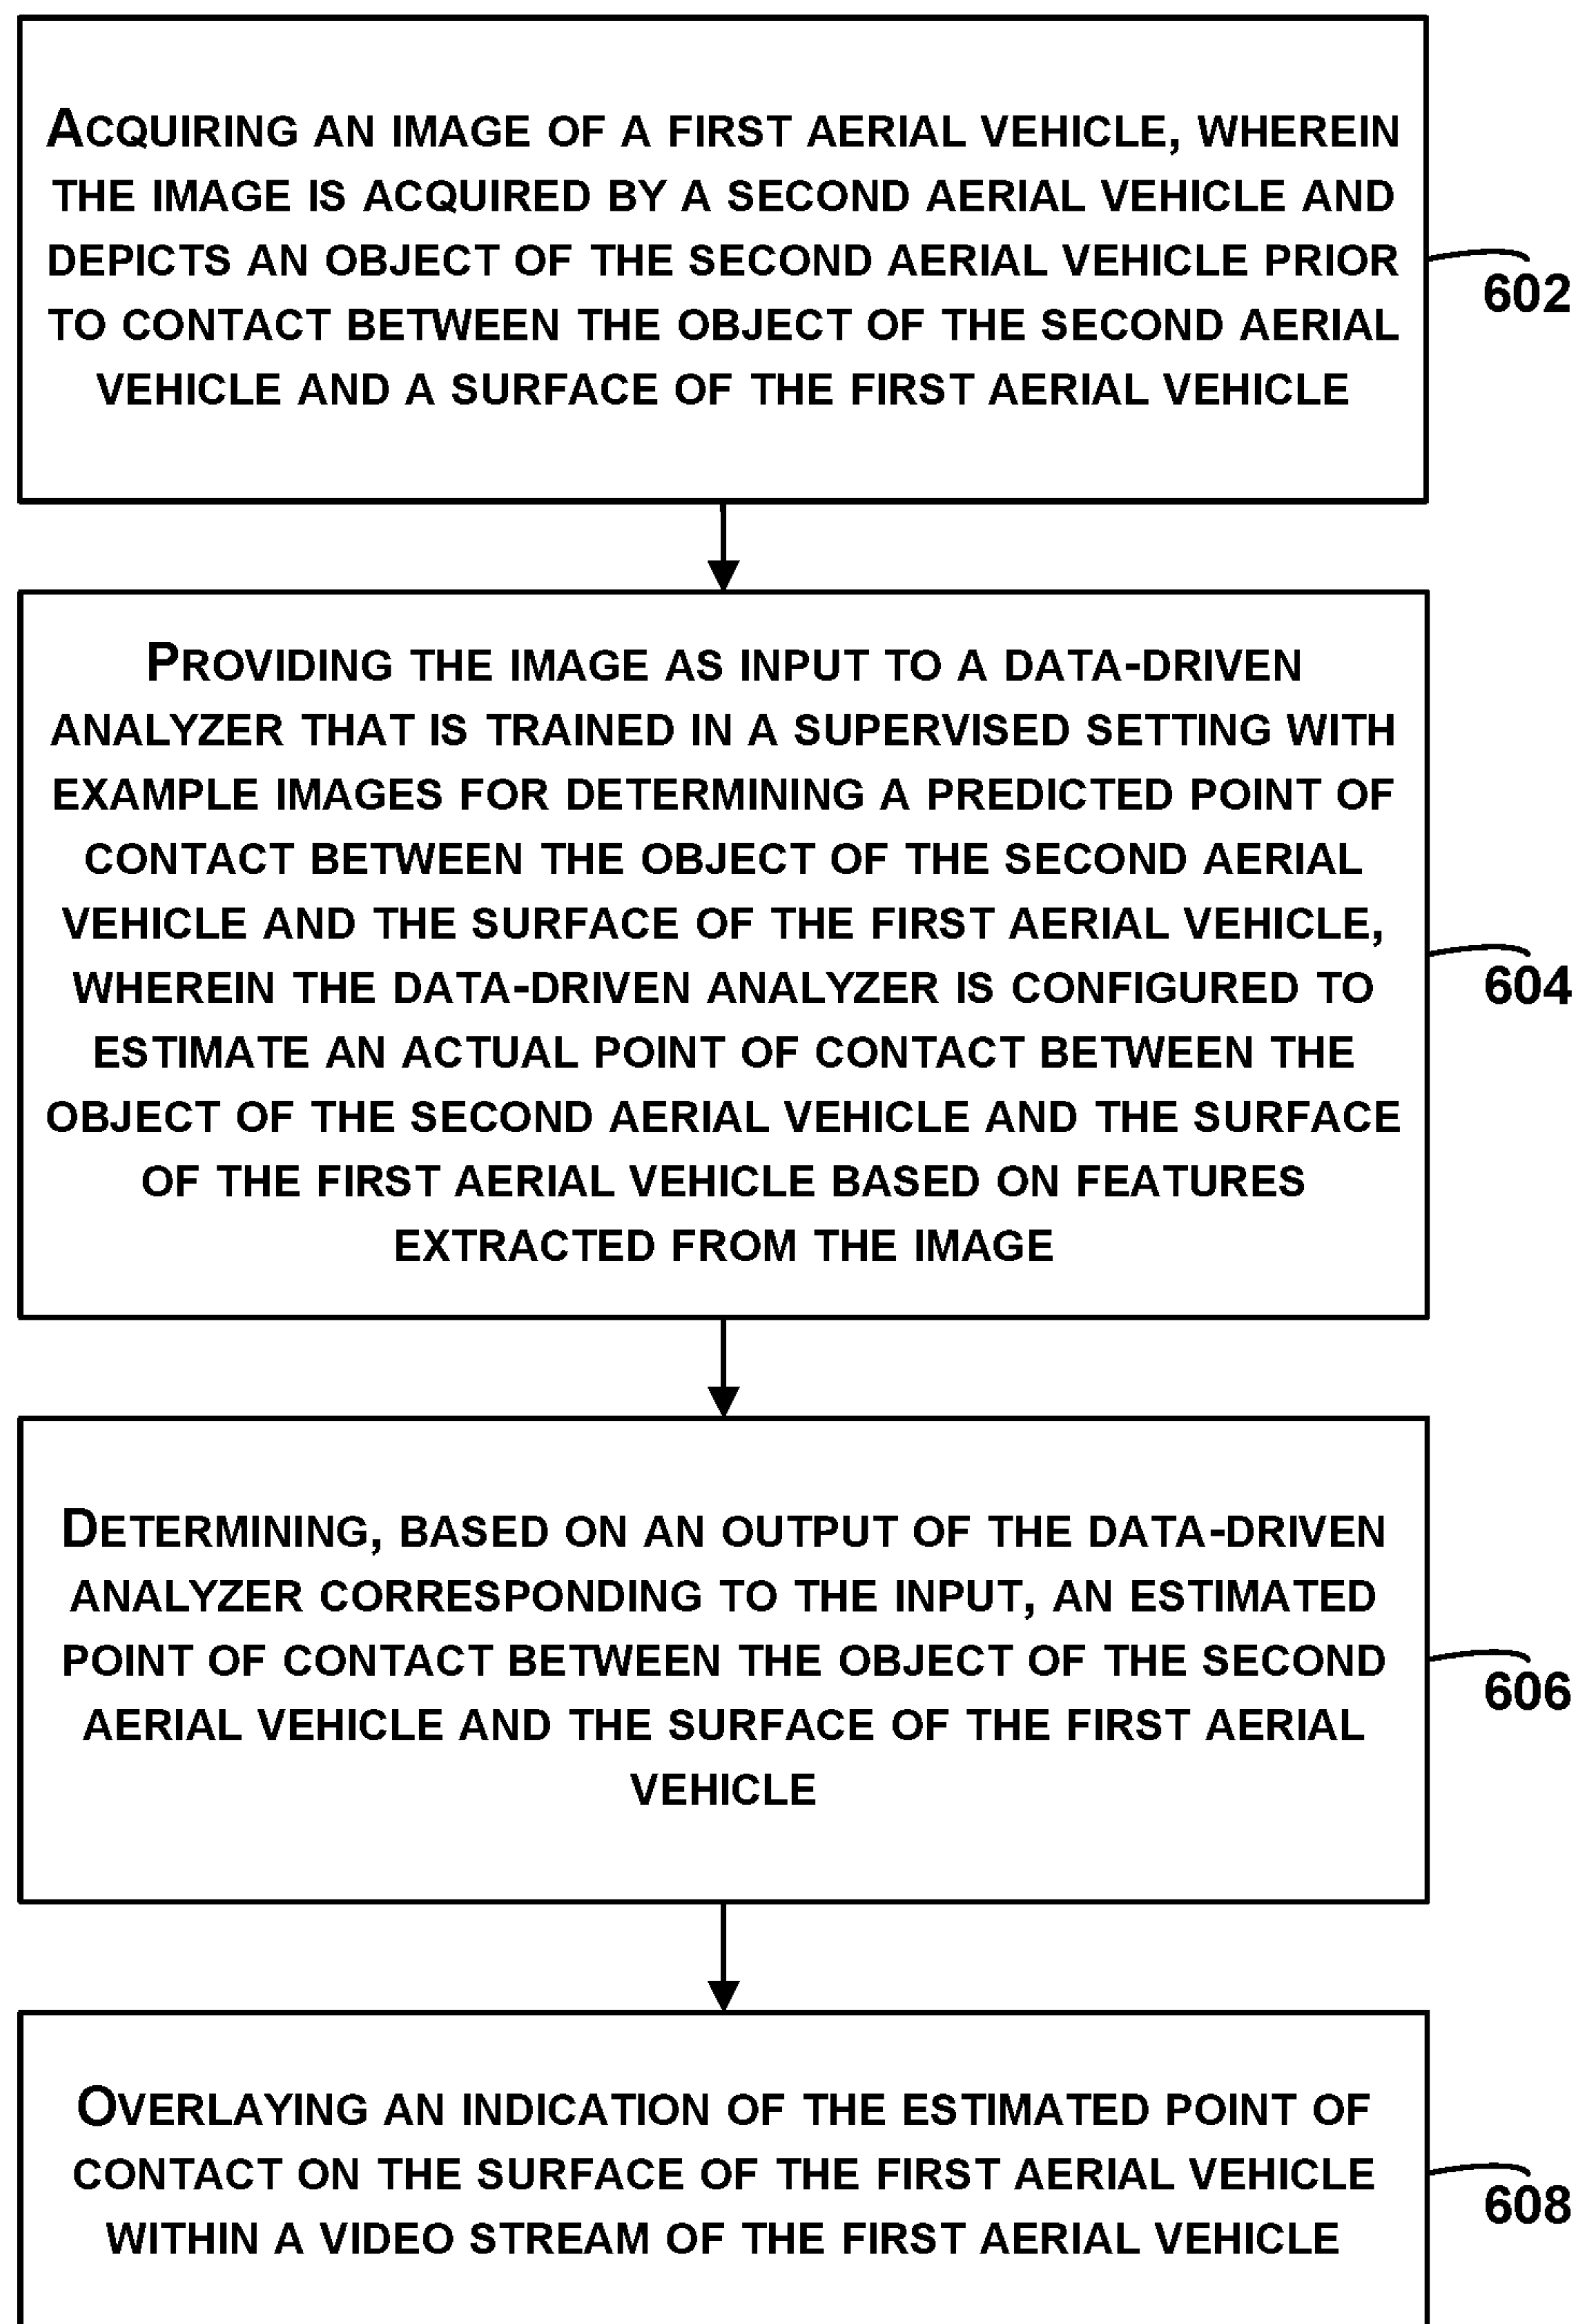 ACQUIRING AN IMAGE OF A FIRST AERIAL VEHICLE, WHEREIN
THE IMAGE IS ACQUIRED BY A SECOND AERIAL VEHICLE AND
DEPICTS AN OBJECT OF THE SECOND AERIAL VEHICLE PRIOR
TO CONTACT BETWEEN THE OBJECT OF THE SECOND AERIAL
VEHICLE AND A SURFACE OF THE FIRST AERIAL VEHICLE
602
PROVIDING THE IMAGE AS INPUT TO A DATA-DRIVEN
ANALYZER THAT IS TRAINED IN A SUPERVISED SETTING WITH
EXAMPLE IMAGES FOR DETERMINING A PREDICTED POINT OF
CONTACT BETWEEN THE OBJECT OF THE SECOND AERIAL
VEHICLE AND THE SURFACE OF THE FIRST AERIAL VEHICLE,
WHEREIN THE DATA-DRIVEN ANALYZER IS CONFIGURED TO
ESTIMATE AN ACTUAL POINT OF CONTACT BETWEEN THE
OBJECT OF THE SECOND AERIAL VEHICLE AND THE SURFACE
OF THE FIRST AERIAL VEHICLE BASED ON FEATURES
EXTRACTED FROM THE IMAGE
604
DETERMINING, BASED ON AN OUTPUT OF THE DATA-DRIVEN
ANALYZER CORRESPONDING TO THE INPUT, AN ESTIMATED
POINT OF CONTACT BETWEEN THE OBJECT OF THE SECOND
AERIAL VEHICLE AND THE SURFACE OF THE FIRST AERIAL
VEHICLE
606
OVERLAYING AN INDICATION OF THE ESTIMATED POINT OF
CONTACT ON THE SURFACE OF THE FIRST AERIAL VEHICLE
WITHIN A VIDEO STREAM OF THE FIRST AERIAL VEHICLE
608